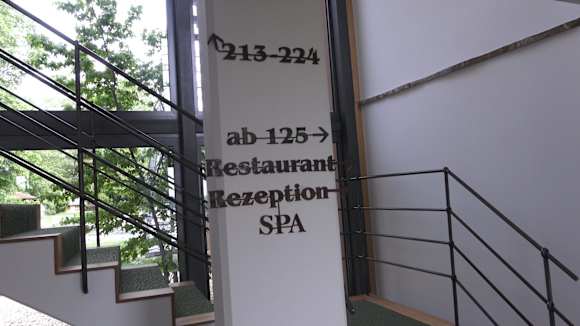 ↑ 213-224
ab 125 →
Restaurant
Rezeption
SPA